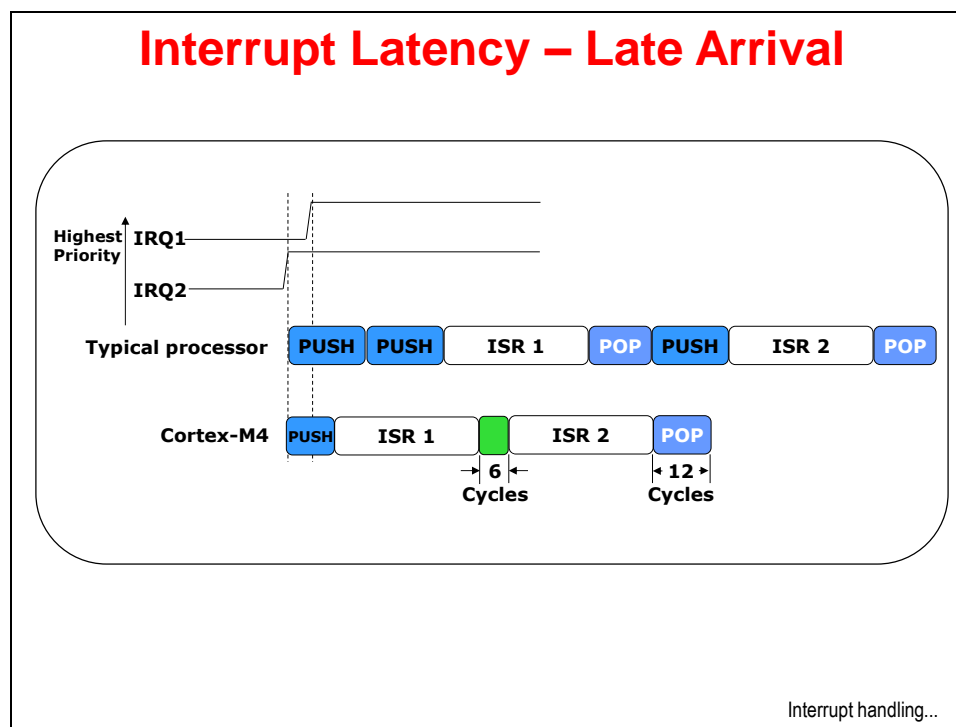 Interrupt Latency – Late Arrival
Highest
Priority
IRQ1
IRQ2
Typical processor
PUSH PUSH ISR 1 POP PUSH ISR 2 POP
Cortex-M4
PUSH ISR 1 ISR 2 POP
6
Cycles
12
Cycles
Interrupt handling...